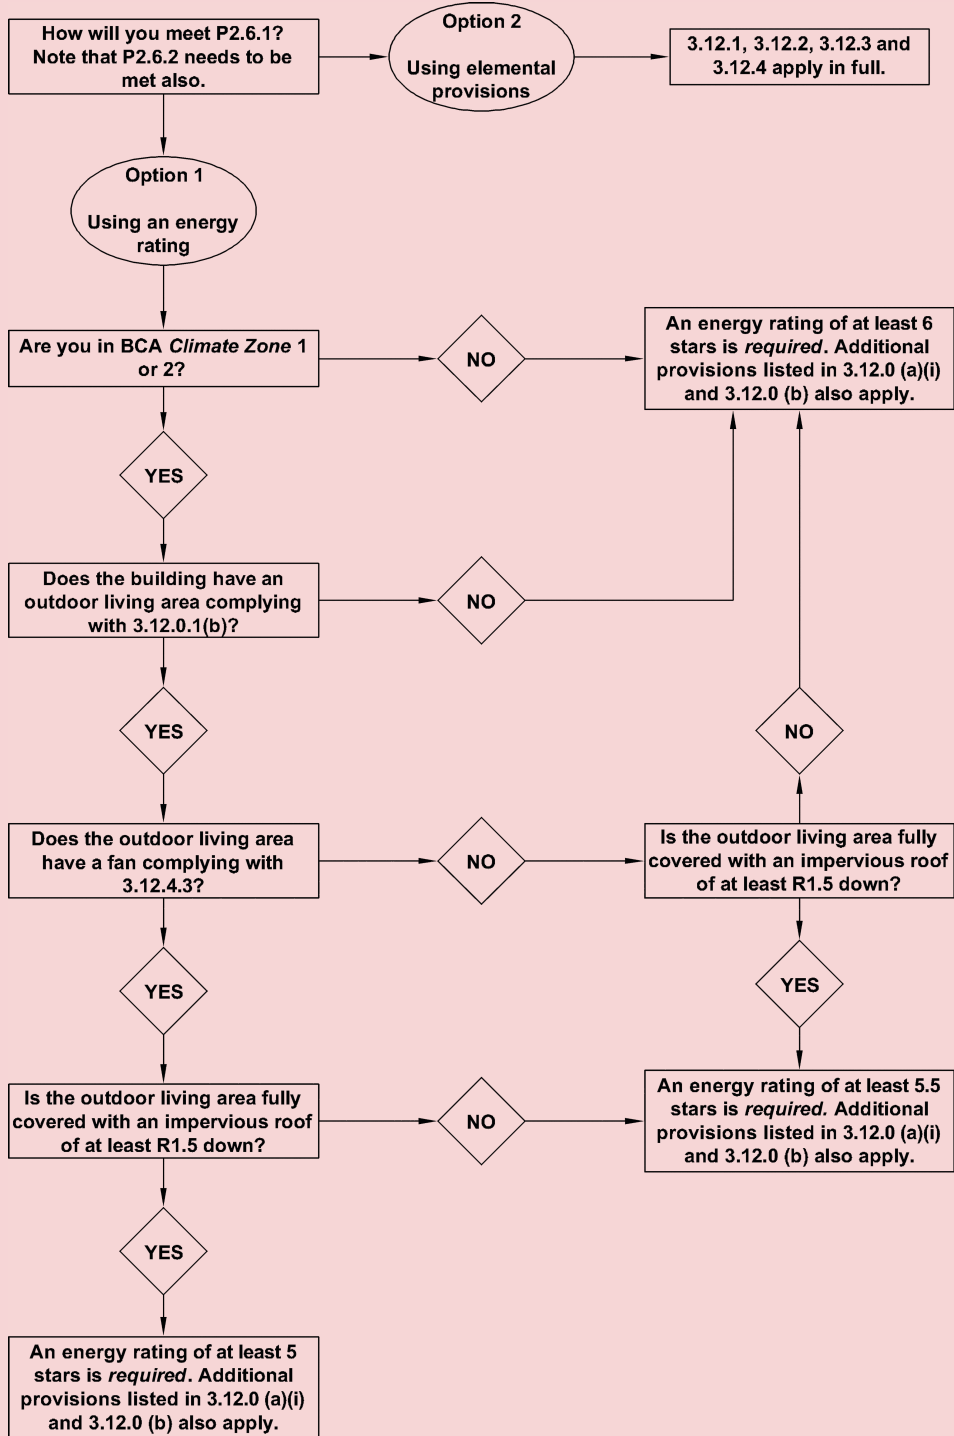 How will you meet P2.6.1?
Note that P2.6.2 needs to be
met also.
Option 2
Using elemental
provisions
3.12.1, 3.12.2, 3.12.3 and
3.12.4 apply in full.
Option 1
Using an energy
rating
Are you in BCA Climate Zone 1
or 2?
NO
An energy rating of at least 6
stars is required. Additional
provisions listed in 3.12.0 (a)(i)
and 3.12.0 (b) also apply.
YES
Does the building have an
outdoor living area complying
with 3.12.0.1(b)?
NO
YES
NO
Does the outdoor living area
have a fan complying with
3.12.4.3?
NO
Is the outdoor living area fully
covered with an impervious roof
of at least R1.5 down?
YES
YES
Is the outdoor living area fully
covered with an impervious roof
of at least R1.5 down?
NO
An energy rating of at least 5.5
stars is required. Additional
provisions listed in 3.12.0 (a)(i)
and 3.12.0 (b) also apply.
YES
An energy rating of at least 5
stars is required. Additional
provisions listed in 3.12.0 (a)(i)
and 3.12.0 (b) also apply.